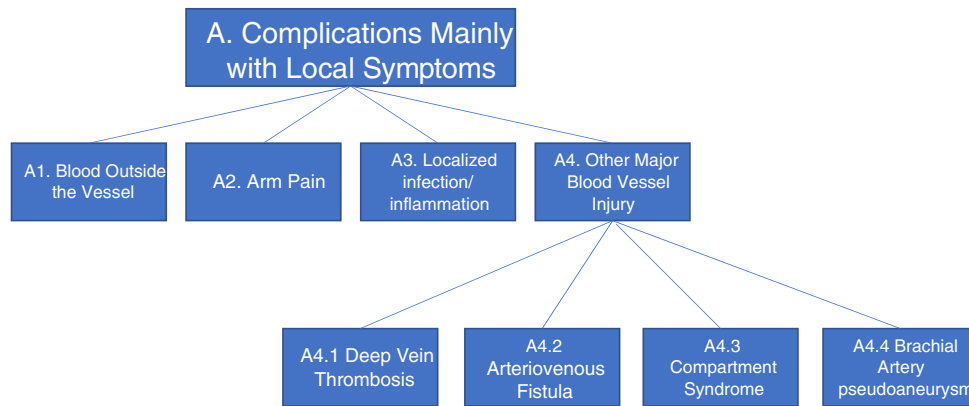 A. Complications Mainly
with Local Symptoms
A1. Blood Outside
the Vessel
A2. Arm Pain
A3. Localized
infection/
inflammation
A4. Other Major
Blood Vessel
Injury
A4.1 Deep Vein
Thrombosis
A4.2
Arteriovenous
Fistula
A4.3
Compartment
Syndrome
A4.4 Brachial
Artery
pseudoaneurysm